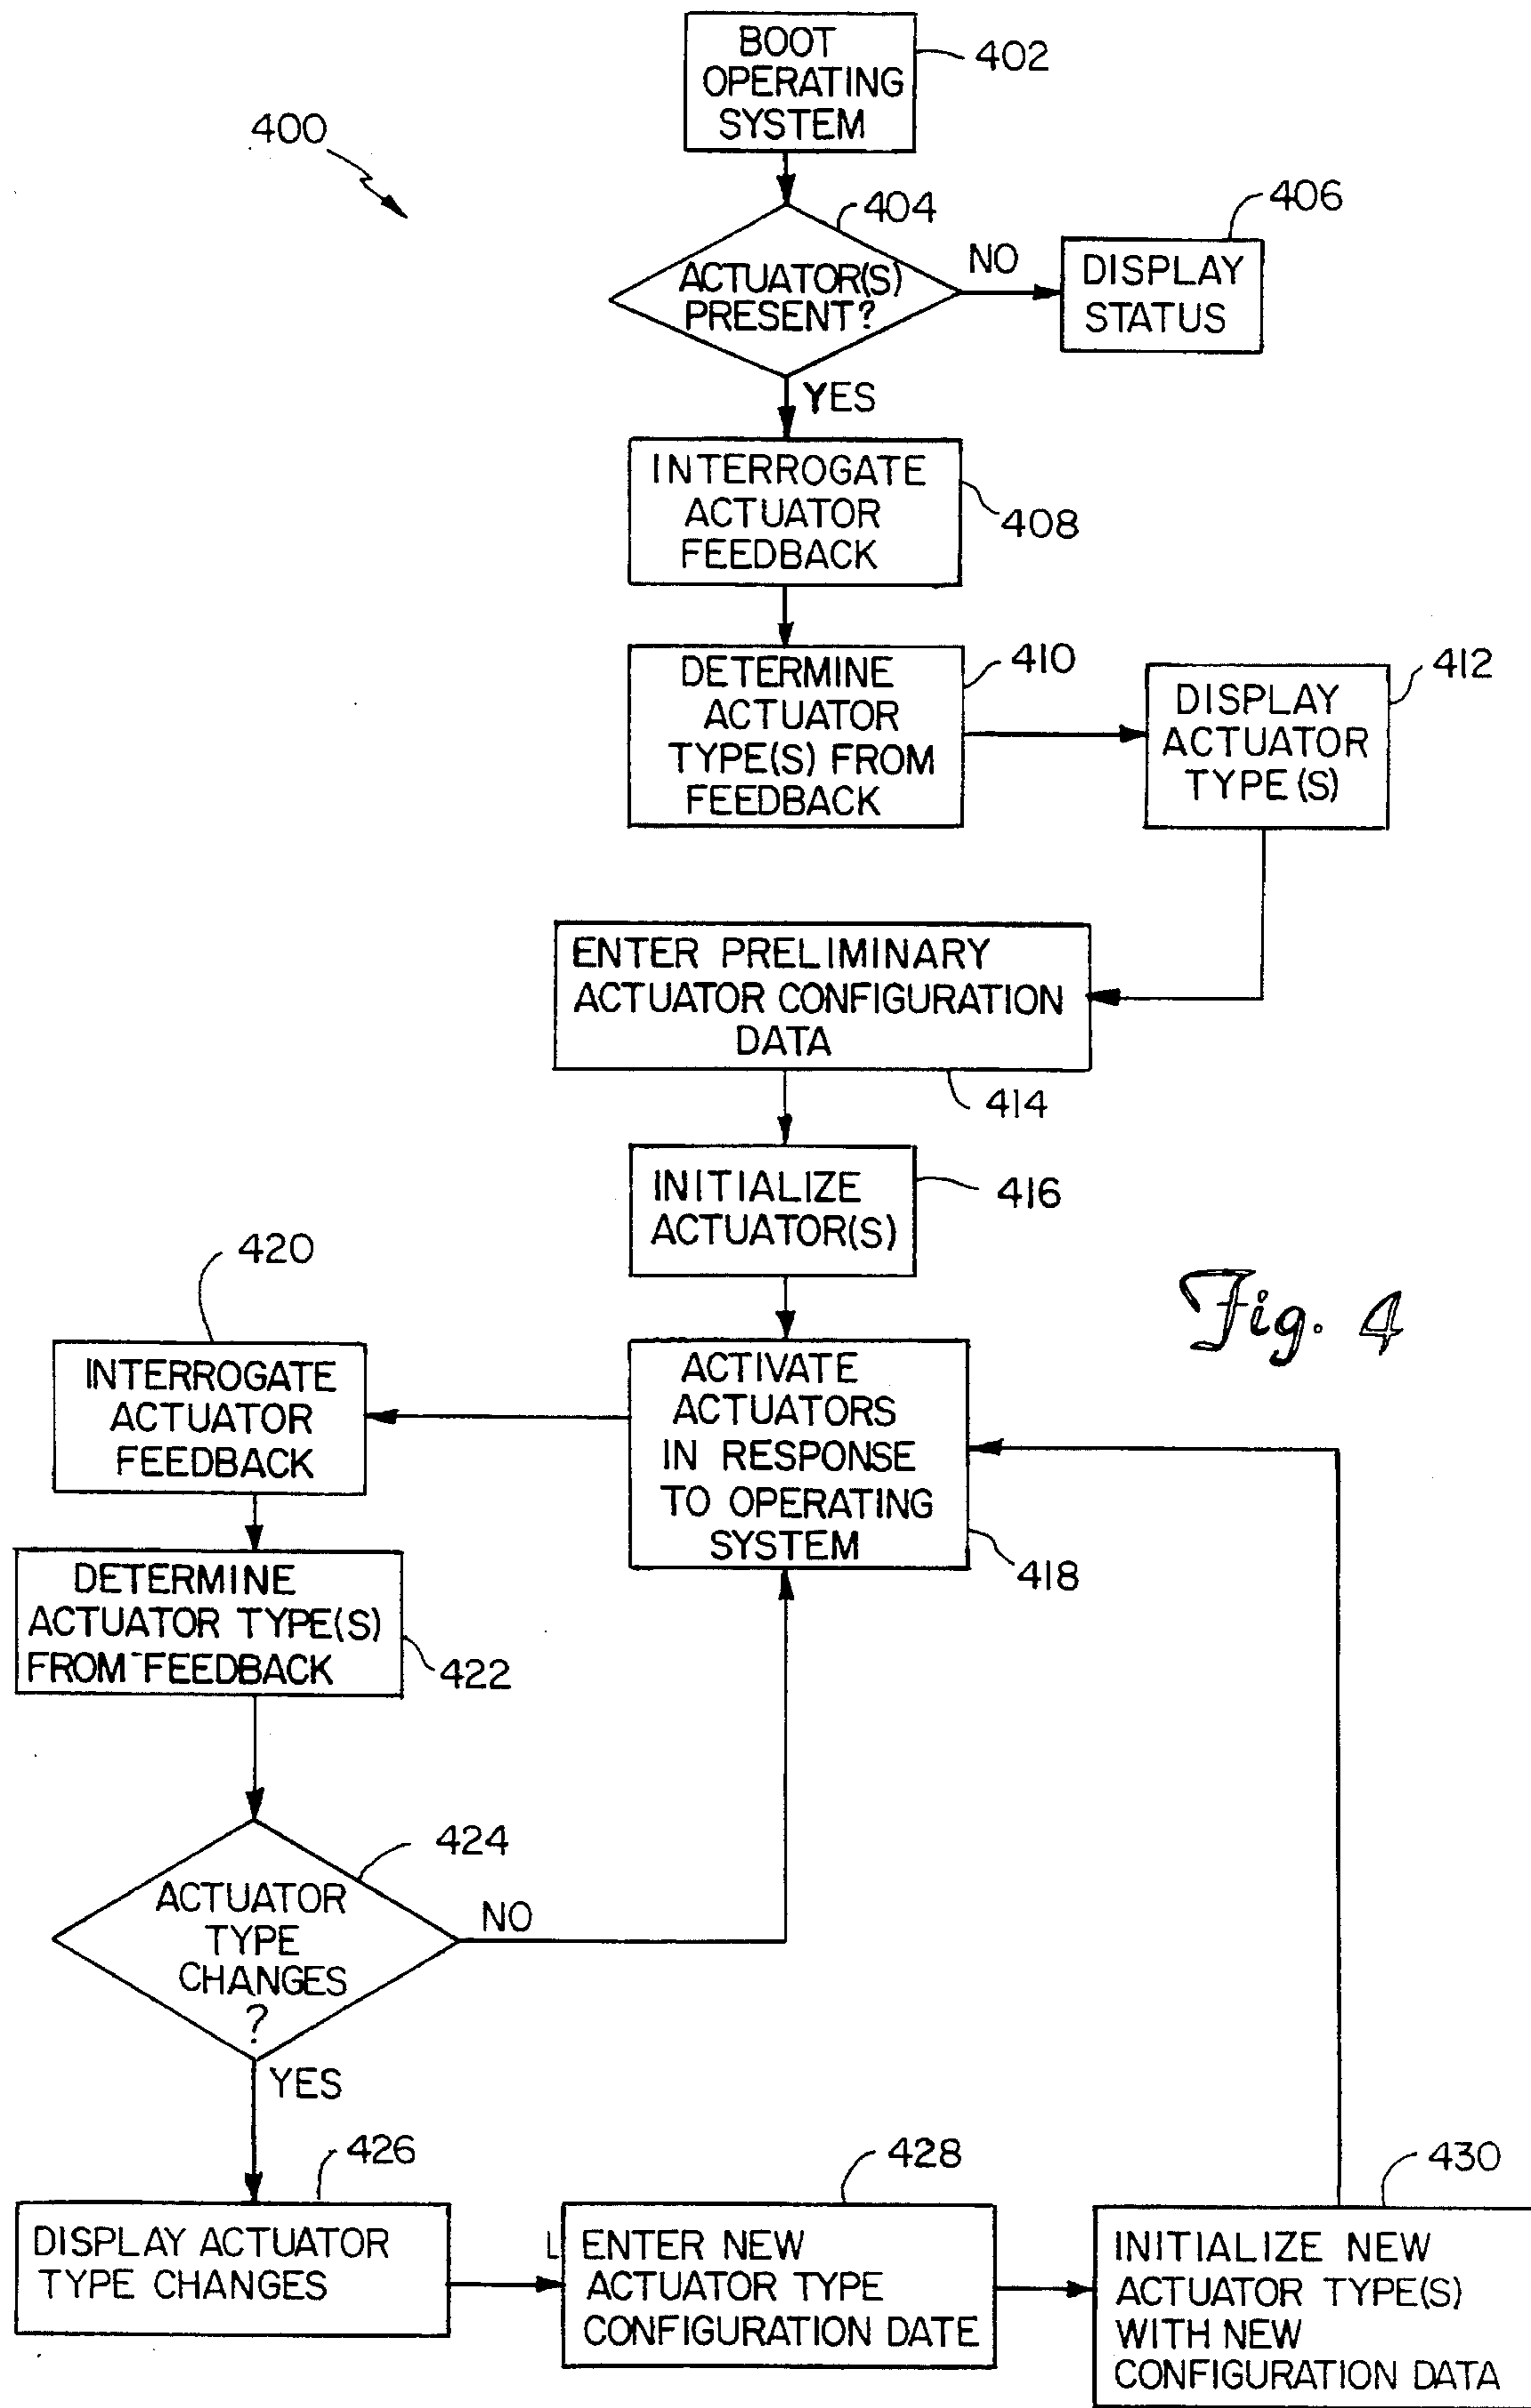 BOOT
OPERATING
SYSTEM
402
400
404
ACTUATOR(S)
PRESENT?
NO
406
DISPLAY
STATUS
YES
INTERROGATE
ACTUATOR
FEEDBACK
408
DETERMINE
ACTUATOR
TYPE(S) FROM
FEEDBACK
410
DISPLAY
ACTUATOR
TYPE(S)
412
ENTER PRELIMINARY
ACTUATOR CONFIGURATION
DATA
414
INITIALIZE
ACTUATOR(S)
416
Fig. 4
ACTIVATE
ACTUATORS
IN RESPONSE
TO OPERATING
SYSTEM
418
420
INTERROGATE
ACTUATOR
FEEDBACK
DETERMINE
ACTUATOR TYPE(S)
FROM FEEDBACK
422
424
ACTUATOR
TYPE
CHANGES
?
NO
YES
426
DISPLAY ACTUATOR
TYPE CHANGES
428
ENTER NEW
ACTUATOR TYPE
CONFIGURATION DATE
430
INITIALIZE NEW
ACTUATOR TYPE(S)
WITH NEW
CONFIGURATION DATA